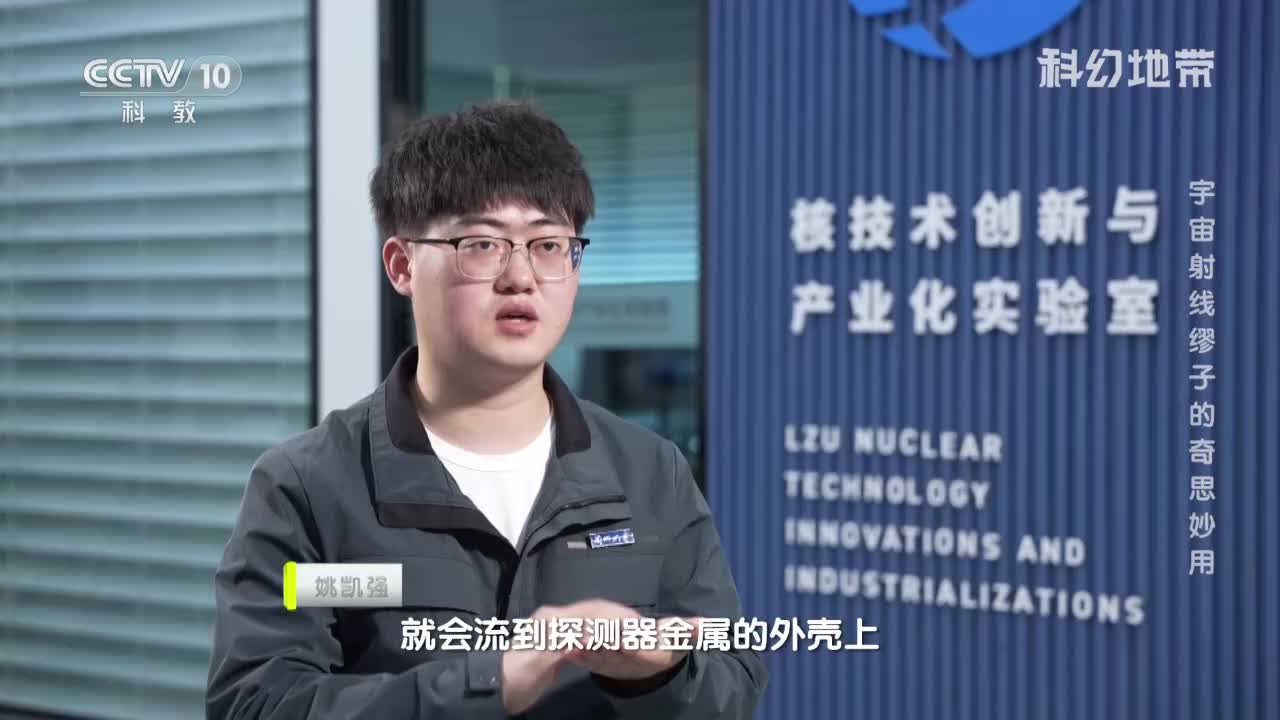 CCTV 10
科教
科幻地带
宇宙射线缪子的奇思妙用
核技术创新与
产业化实验室
LZU NUCLEAR
TECHNOLOGY
INNOVATIONS AND
INDUSTRIALIZATIONS
姚凯强
就会流到探测器金属的外壳上